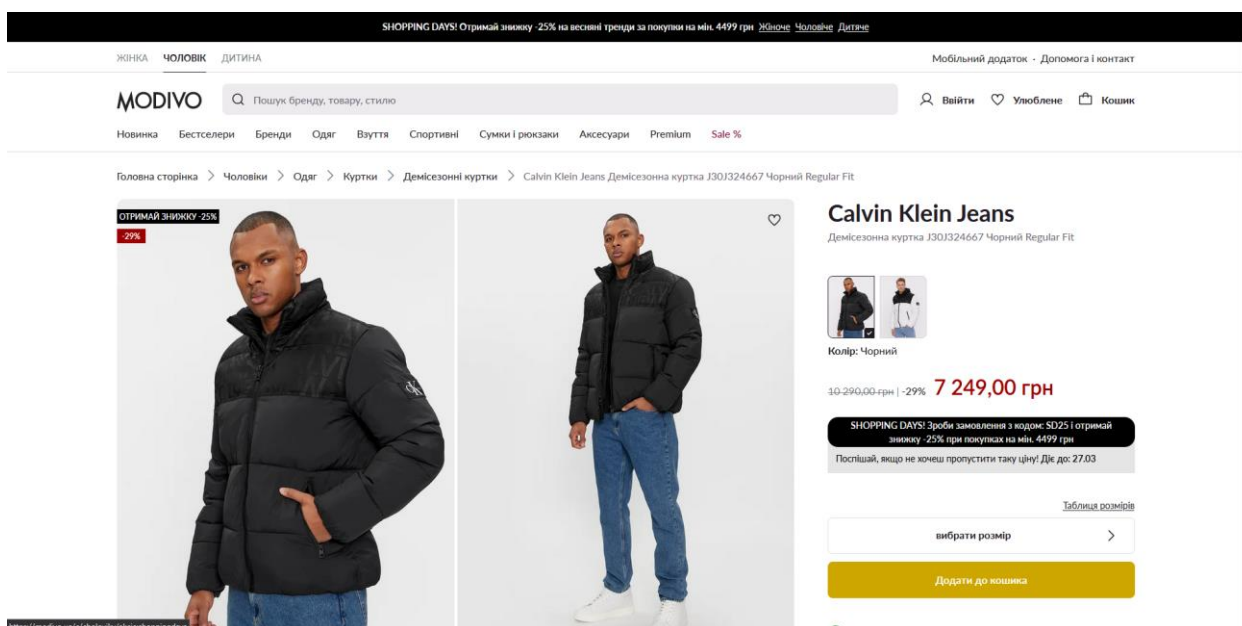 SHOPPING DAYS! Отримай знижку -25% на весняні тренди за покупки на мін. 4499 грн Жіноче Чоловіче Дитяче
ЖІНКА ЧОЛОВІК ДИТИНА
Мобільний додаток · Допомога і контакт
MODIVO
Пошук бренду, товару, стилю
Ввійти Улюблене Кошик
Новинка Бестселери Бренди Одяг Взуття Спортивні Сумки і рюкзаки Аксесуари Premium Sale %
Головна сторінка > Чоловіки > Одяг > Куртки > Демісезонні куртки > Calvin Klein Jeans Демісезонна куртка J30J324667 Чорний Regular Fit
ОТРИМАЙ ЗНИЖКУ -25%
-29%
Calvin Klein Jeans
Демісезонна куртка J30J324667 Чорний Regular Fit
Колір: Чорний
10 290,00 грн | -29% 7 249,00 грн
SHOPPING DAYS! Зроби замовлення з кодом: SD25 і отримай
знижку -25% при покупках на мін. 4499 грн
Поспішай, якщо не хочеш пропустити таку ціну! Діє до: 27.03
Таблиця розмірів
вибрати розмір
Додати до кошика